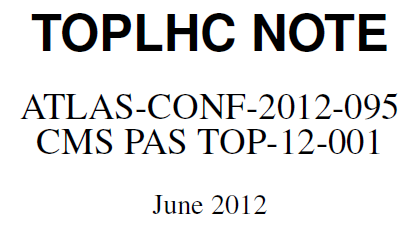 TOPLHC NOTE
ATLAS-CONF-2012-095
CMS PAS TOP-12-001
June 2012